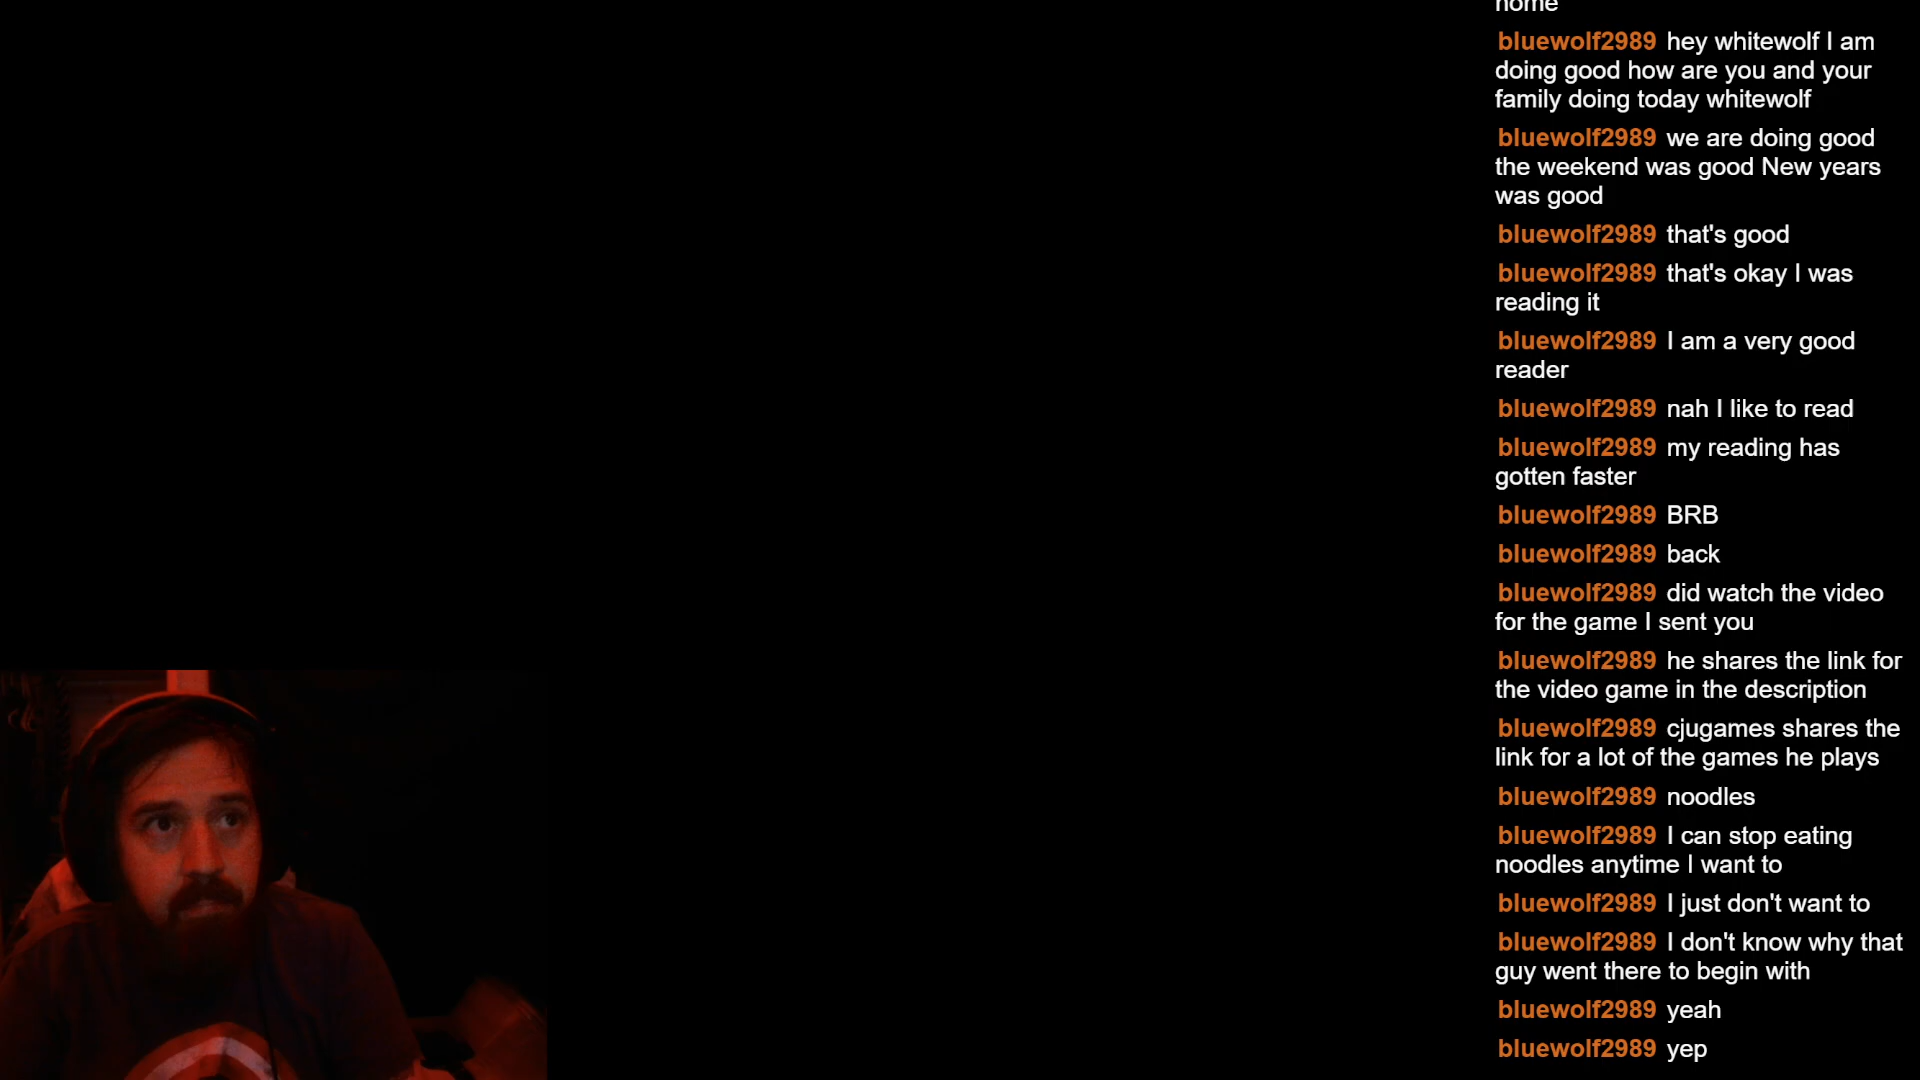 home
bluewolf2989 hey whitewolf I am
doing good how are you and your
family doing today whitewolf
bluewolf2989 we are doing good
the weekend was good New years
was good
bluewolf2989 that's good
bluewolf2989 that's okay I was
reading it
bluewolf2989 I am a very good
reader
bluewolf2989 nah I like to read
bluewolf2989 my reading has
gotten faster
bluewolf2989 BRB
bluewolf2989 back
bluewolf2989 did watch the video
for the game I sent you
bluewolf2989 he shares the link for
the video game in the description
bluewolf2989 cjugames shares the
link for a lot of the games he plays
bluewolf2989 noodles
bluewolf2989 I can stop eating
noodles anytime I want to
bluewolf2989 I just don't want to
bluewolf2989 I don't know why that
guy went there to begin with
bluewolf2989 yeah
bluewolf2989 yep